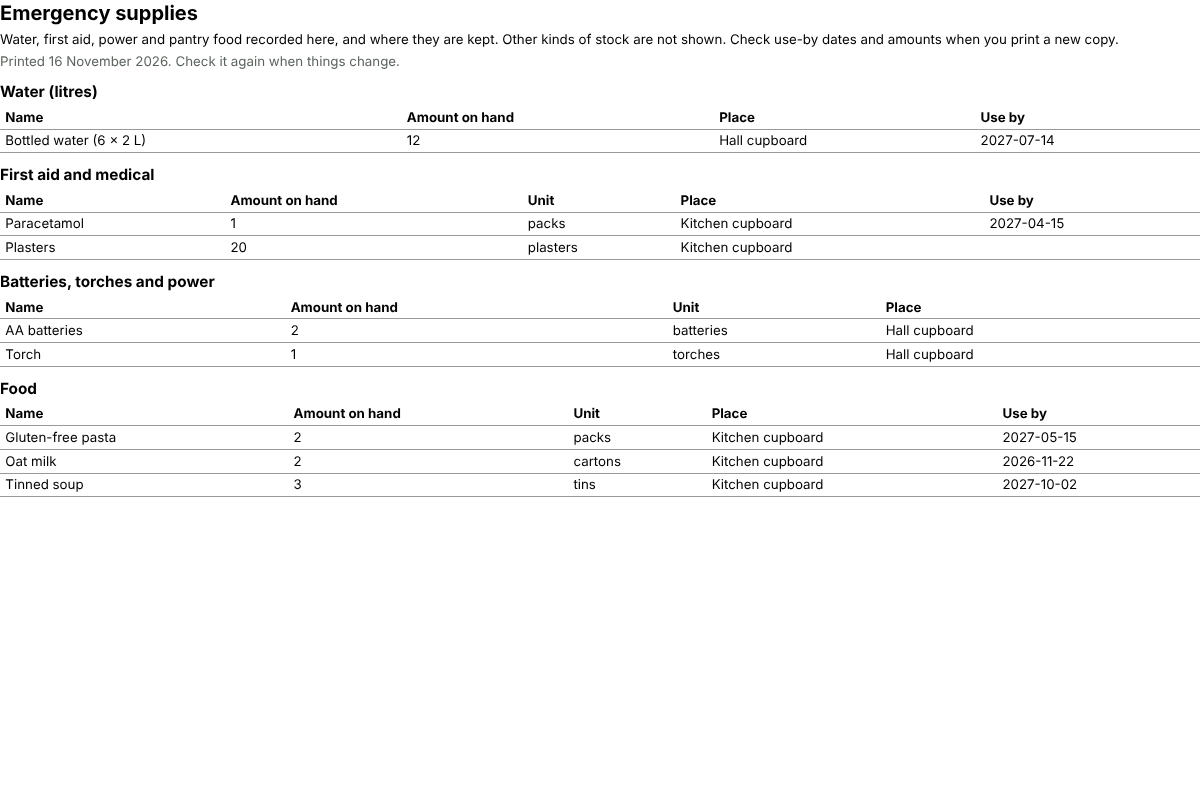 Emergency supplies
Water, first aid, power and pantry food recorded here, and where they are kept. Other kinds of stock are not shown. Check use-by dates and amounts when you print a new copy.
Printed 16 November 2026. Check it again when things change.
Water (litres)
Name Amount on hand Place Use by
Bottled water (6 × 2 L) 12 Hall cupboard 2027-07-14
First aid and medical
Name Amount on hand Unit Place Use by
Paracetamol 1 packs Kitchen cupboard 2027-04-15
Plasters 20 plasters Kitchen cupboard
Batteries, torches and power
Name Amount on hand Unit Place
AA batteries 2 batteries Hall cupboard
Torch 1 torches Hall cupboard
Food
Name Amount on hand Unit Place Use by
Gluten-free pasta 2 packs Kitchen cupboard 2027-05-15
Oat milk 2 cartons Kitchen cupboard 2026-11-22
Tinned soup 3 tins Kitchen cupboard 2027-10-02